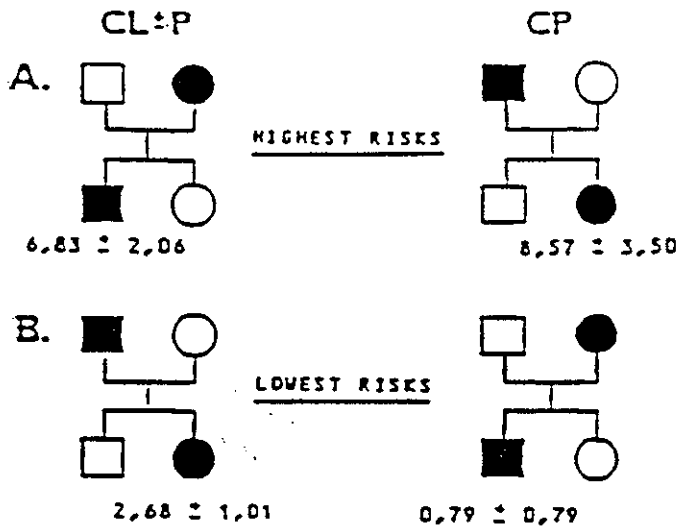 CL±P CP
A.
HIGHEST RISKS
6,83 ± 2,06 8,57 ± 3,50
B.
LOWEST RISKS
2,68 ± 1,01 0,79 ± 0,79